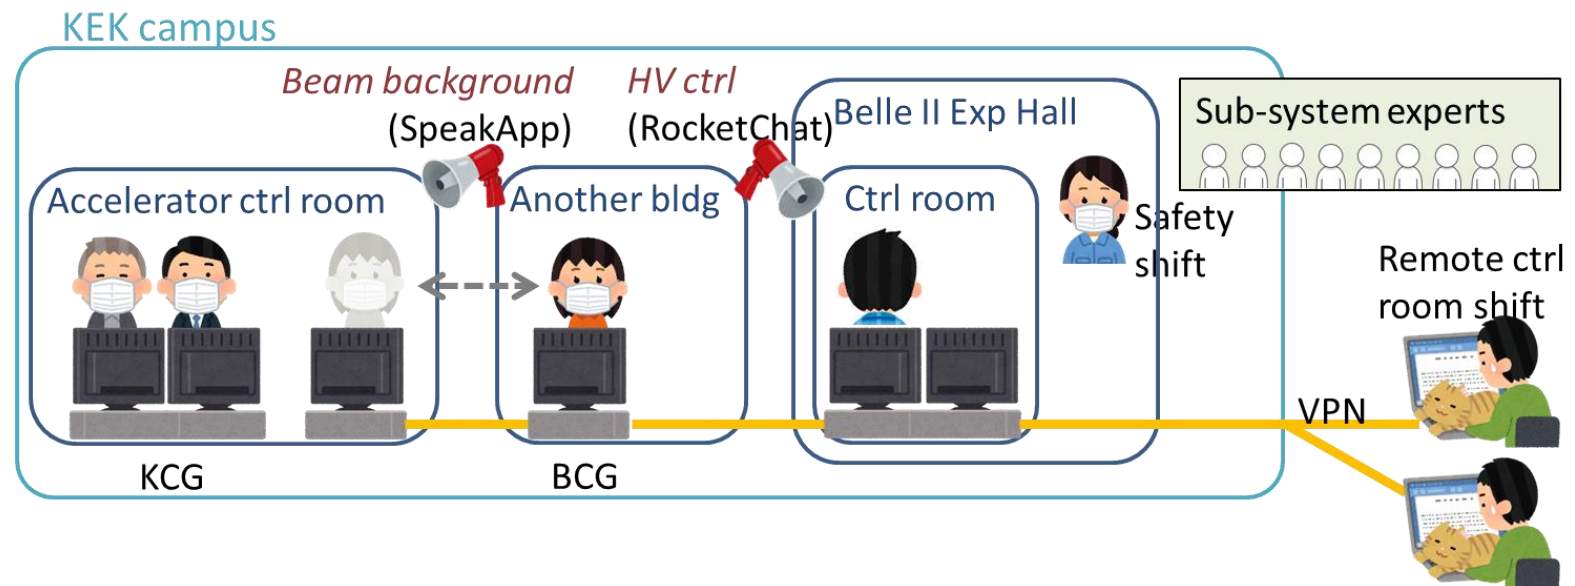 KEK campus
Beam background
(SpeakApp)
HV ctrl
(RocketChat)
Belle II Exp Hall
Sub-system experts
Accelerator ctrl room
Another bldg
Ctrl room
Safety
shift
Remote ctrl
room shift
VPN
KCG
BCG